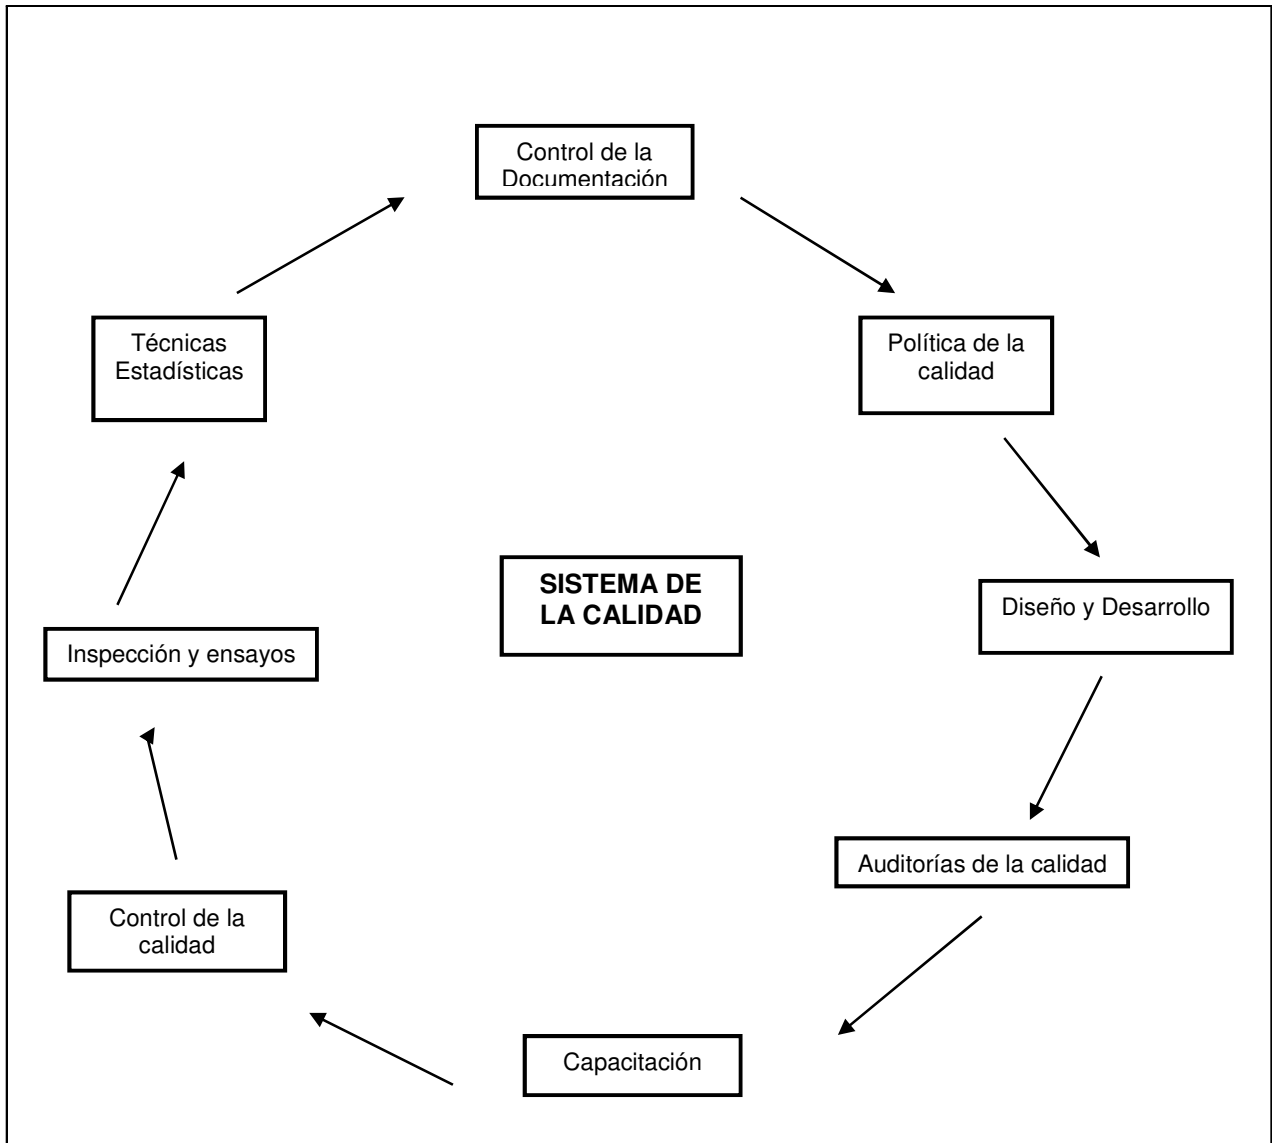 Control de la
Documentación
Técnicas
Estadísticas
Política de la
calidad
SISTEMA DE
LA CALIDAD
Diseño y Desarrollo
Inspección y ensayos
Auditorías de la calidad
Control de la
calidad
Capacitación